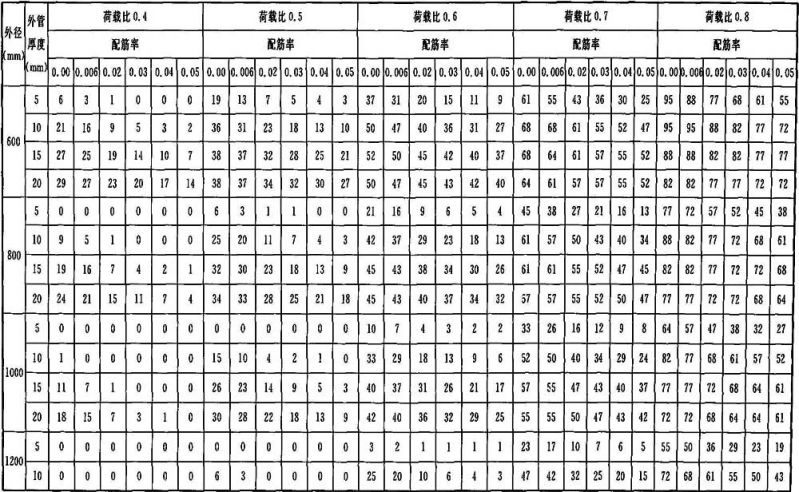 外径(mm) 外管厚度(mm) 荷载比0.4 荷载比0.5 荷载比0.6 荷载比0.7 荷载比0.8
配筋率 配筋率 配筋率 配筋率 配筋率
0.00 0.006 0.02 0.03 0.04 0.05 0.00 0.006 0.02 0.03 0.04 0.05 0.00 0.006 0.02 0.03 0.04 0.05 0.00 0.006 0.02 0.03 0.04 0.05 0.00 0.006 0.02 0.03 0.04 0.05
600 5 6 3 1 0 0 0 19 13 7 5 4 3 37 31 20 15 11 9 61 55 43 36 30 25 95 88 77 68 61 55
10 21 16 9 5 3 2 36 31 23 18 13 10 50 47 40 36 31 27 68 68 61 55 52 47 95 95 88 82 77 72
15 27 25 19 14 10 7 38 37 32 28 25 21 52 50 45 42 40 37 68 64 61 57 55 52 88 88 82 82 77 77
20 29 27 23 20 17 14 38 37 34 32 30 27 50 47 45 43 42 40 64 61 57 57 55 52 82 82 77 77 72 72
800 5 0 0 0 0 0 0 6 3 1 1 0 0 21 16 9 6 5 4 45 38 27 21 16 13 77 72 57 52 45 38
10 9 5 1 0 0 0 25 20 11 7 4 3 42 37 29 23 18 13 61 57 50 43 40 34 88 82 77 72 68 61
15 19 16 7 4 2 1 32 30 23 18 13 9 45 43 38 34 30 26 61 61 55 52 47 45 82 82 77 72 72 68
20 24 21 15 11 7 4 34 33 28 25 21 18 45 43 40 37 34 32 57 57 55 52 50 47 77 77 72 72 68 64
1000 5 0 0 0 0 0 0 0 0 0 0 0 0 10 7 4 3 2 2 33 26 16 12 9 8 64 57 47 38 32 27
10 1 0 0 0 0 0 15 10 4 2 1 0 33 29 18 13 9 6 52 50 40 34 29 24 82 77 68 61 57 52
15 11 7 1 0 0 0 26 23 14 9 5 3 40 37 31 26 21 17 57 55 47 43 40 37 77 77 72 68 64 61
20 18 15 7 3 1 0 30 28 22 18 13 9 42 40 36 32 29 25 55 55 50 47 43 42 72 72 68 64 64 61
1200 5 0 0 0 0 0 0 0 0 0 0 0 0 3 2 1 1 1 1 23 17 10 7 6 5 55 50 36 29 23 19
10 0 0 0 0 0 0 6 3 0 0 0 0 25 20 10 6 4 3 47 42 32 25 20 15 72 68 61 55 50 43